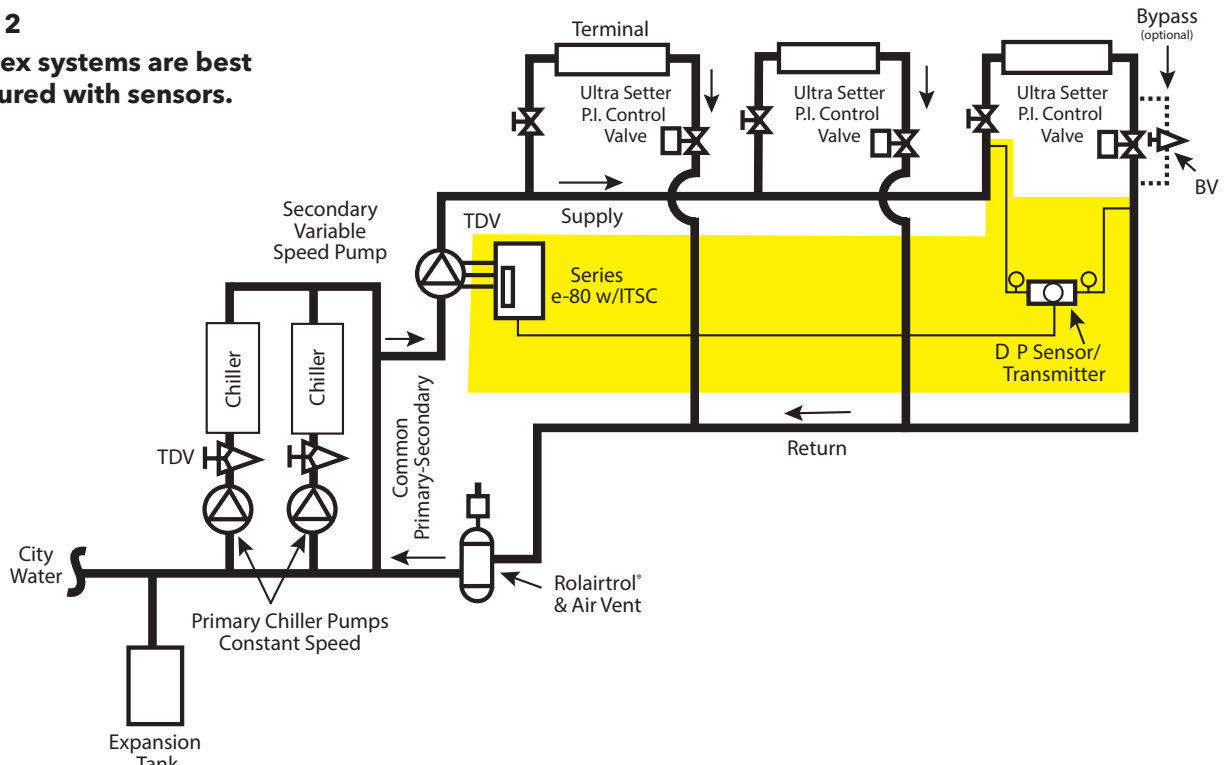 2
ex systems are best
ured with sensors.
Bypass
(optional)
Terminal
Ultra Setter
P.I. Control
Valve
Ultra Setter
P.I. Control
Valve
Ultra Setter
P.I. Control
Valve
BV
Secondary
Variable
Speed Pump
TDV
Supply
Series
e-80 w/ITSC
D P Sensor/
Transmitter
Chiller
Chiller
TDV
Common
Primary-Secondary
Return
City
Water
Rolairtrol®
& Air Vent
Primary Chiller Pumps
Constant Speed
Expansion
Tank